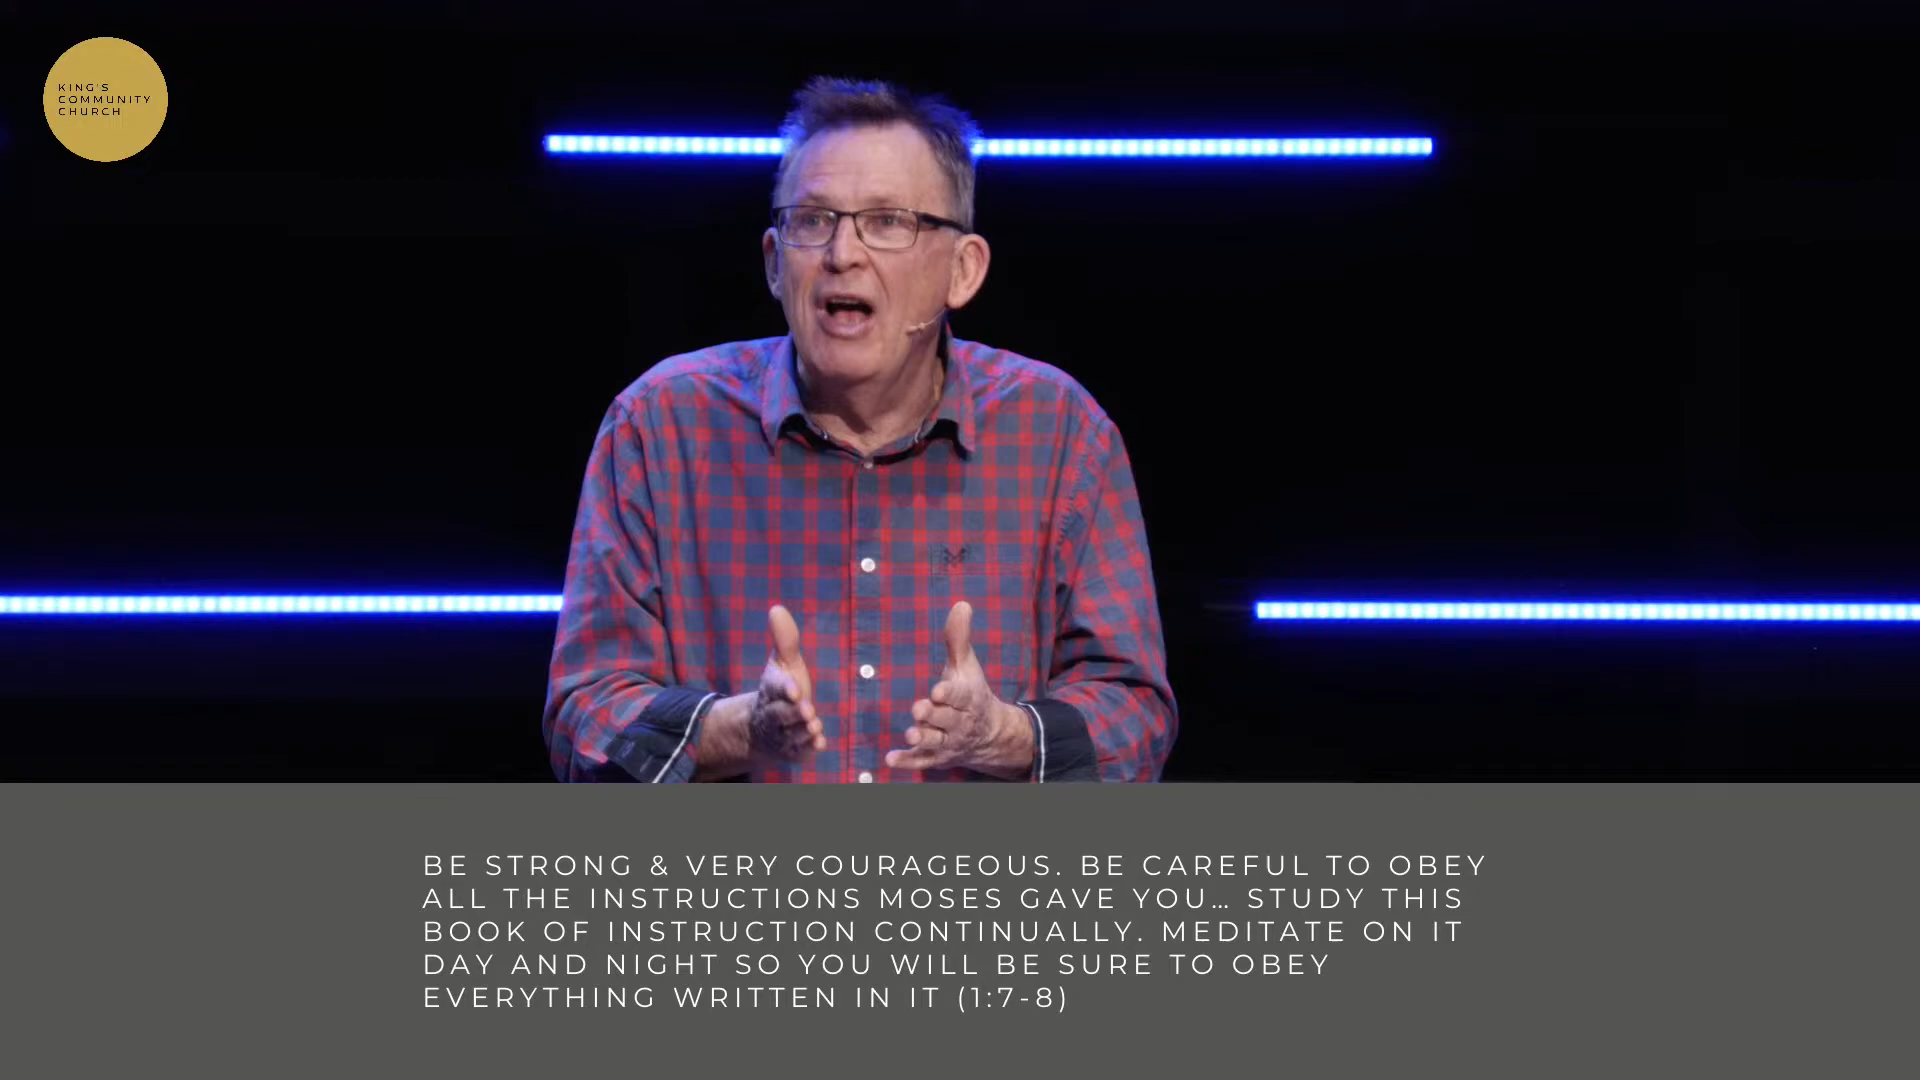 KING'S
COMMUNITY
CHURCH
BE STRONG & VERY COURAGEOUS. BE CAREFUL TO OBEY
ALL THE INSTRUCTIONS MOSES GAVE YOU… STUDY THIS
BOOK OF INSTRUCTION CONTINUALLY. MEDITATE ON IT
DAY AND NIGHT SO YOU WILL BE SURE TO OBEY
EVERYTHING WRITTEN IN IT (1:7-8)